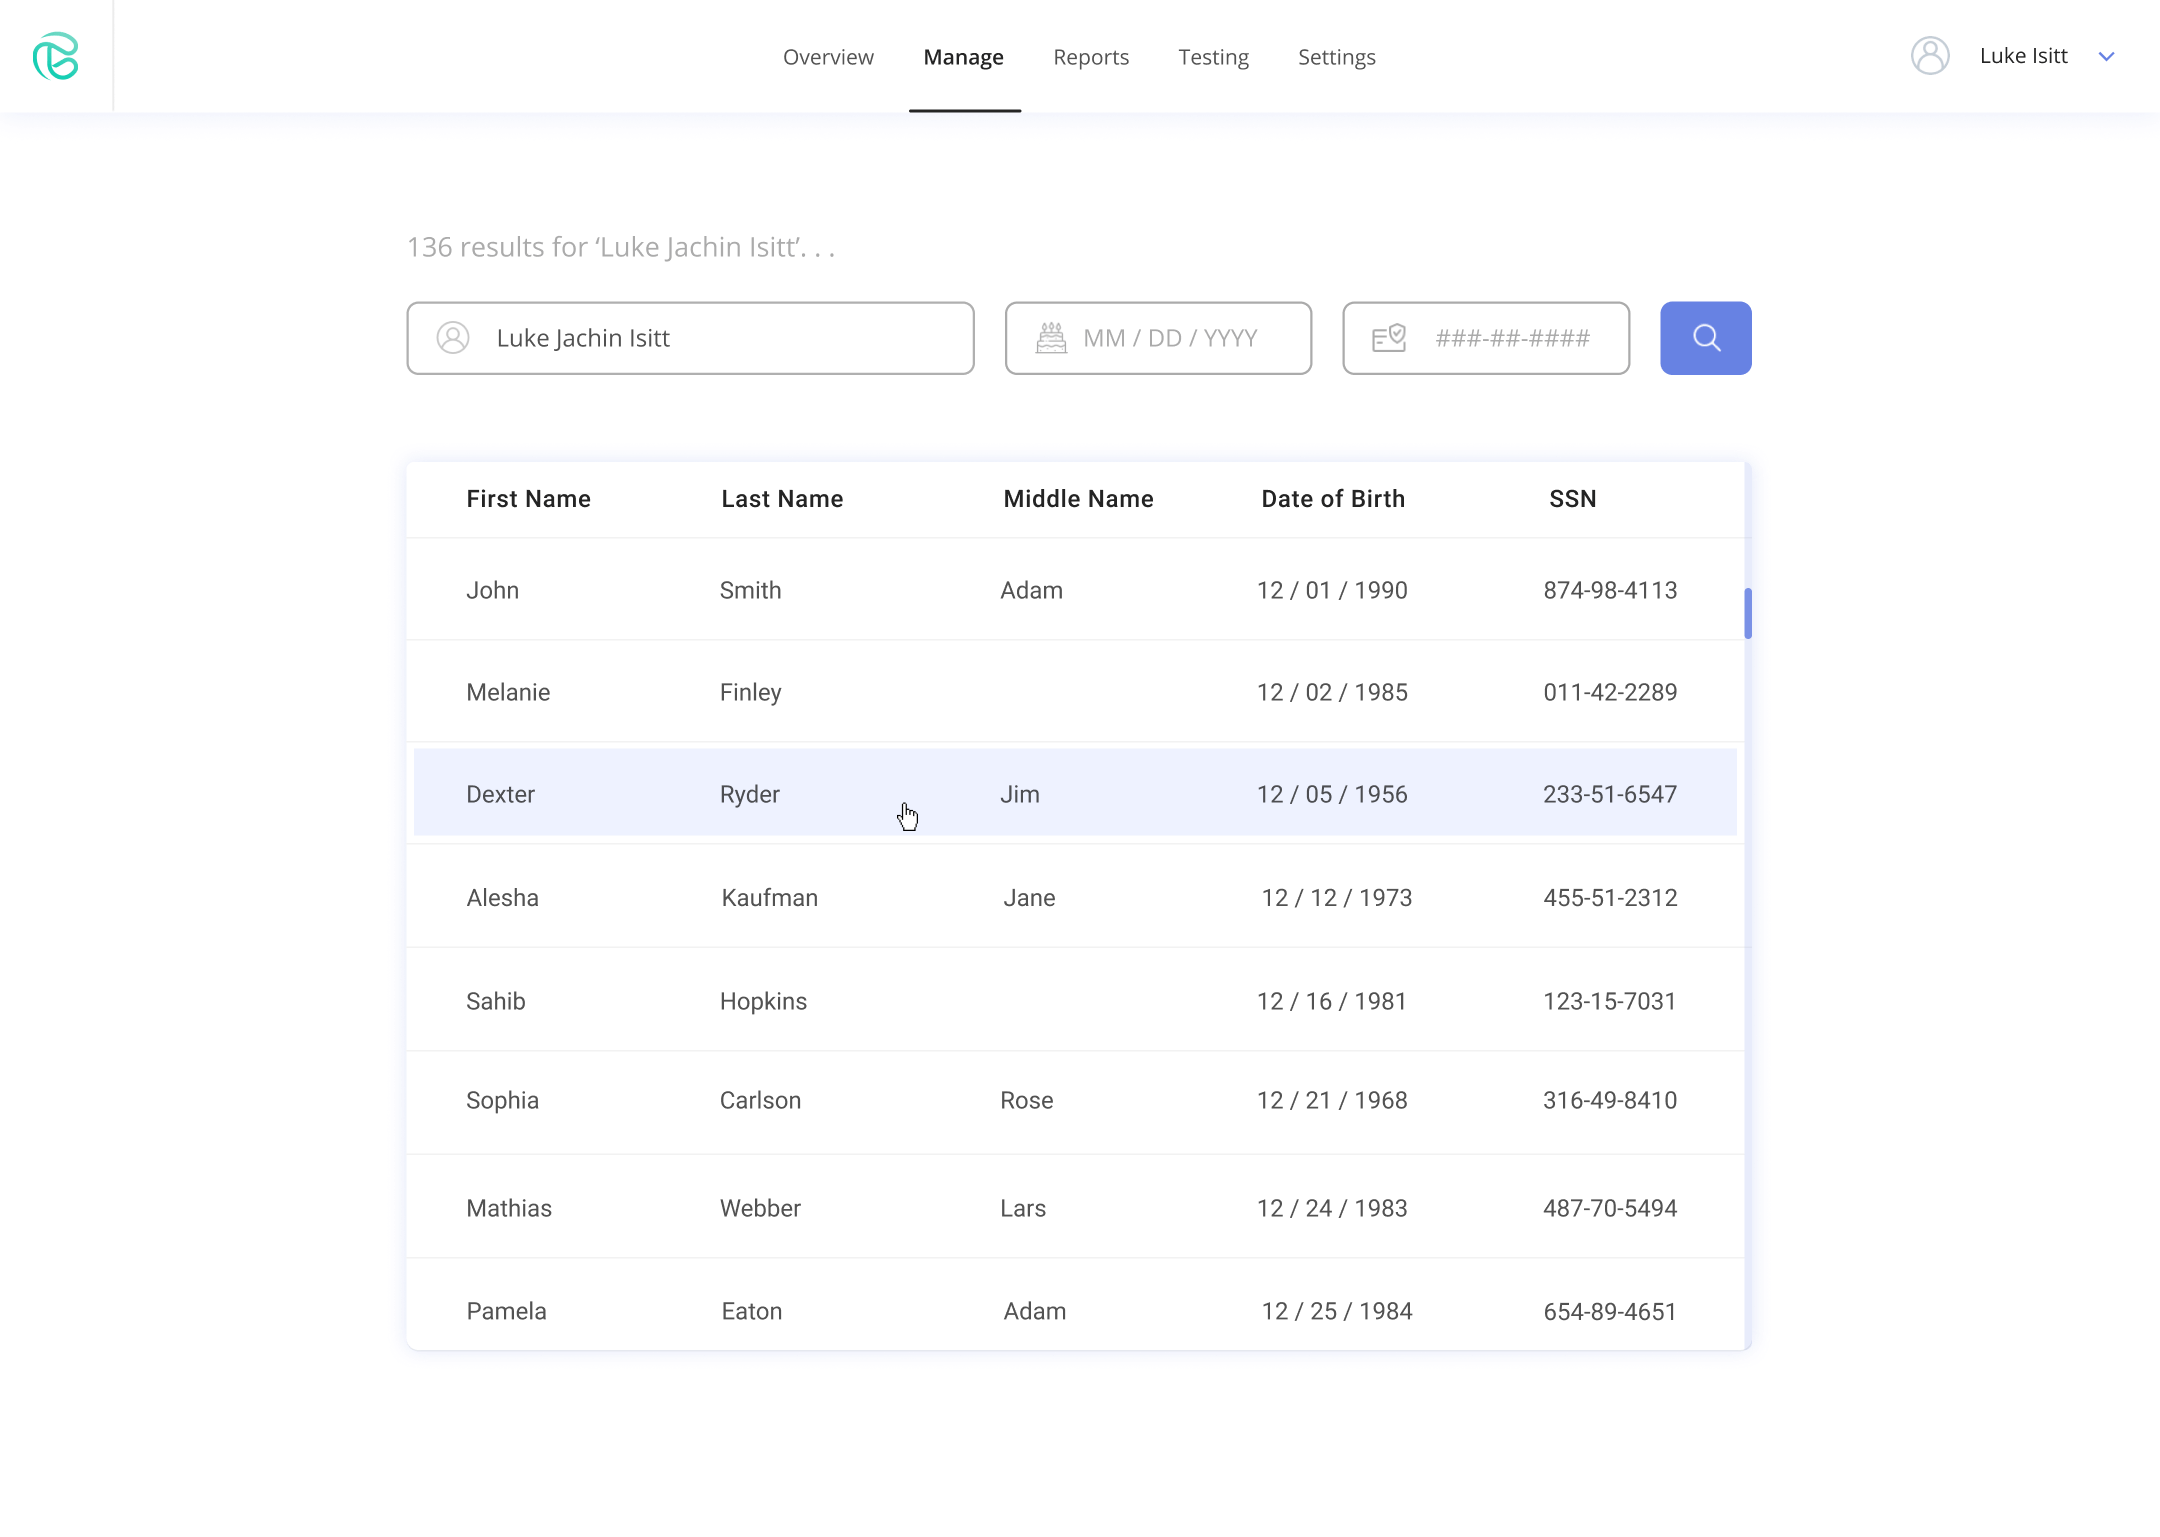 Overview Manage Reports Testing Settings Luke Isitt
136 results for ‘Luke Jachin Isitt’. . .
Luke Jachin Isitt MM / DD / YYYY ###-##-####
First Name Last Name Middle Name Date of Birth SSN
John Smith Adam 12 / 01 / 1990 874-98-4113
Melanie Finley 12 / 02 / 1985 011-42-2289
Dexter Ryder Jim 12 / 05 / 1956 233-51-6547
Alesha Kaufman Jane 12 / 12 / 1973 455-51-2312
Sahib Hopkins 12 / 16 / 1981 123-15-7031
Sophia Carlson Rose 12 / 21 / 1968 316-49-8410
Mathias Webber Lars 12 / 24 / 1983 487-70-5494
Pamela Eaton Adam 12 / 25 / 1984 654-89-4651